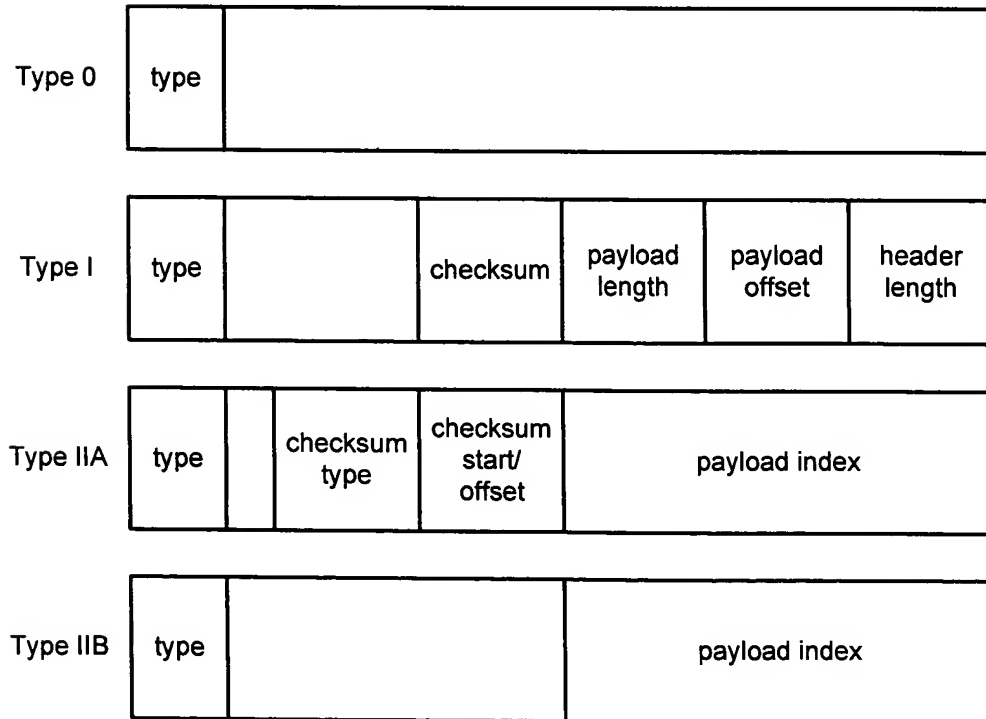 Type 0
type
Type I
type
checksum
payload
length
payload
offset
header
length
Type IIA
type
checksum
type
checksum
start/
offset
payload index
Type IIB
type
payload index